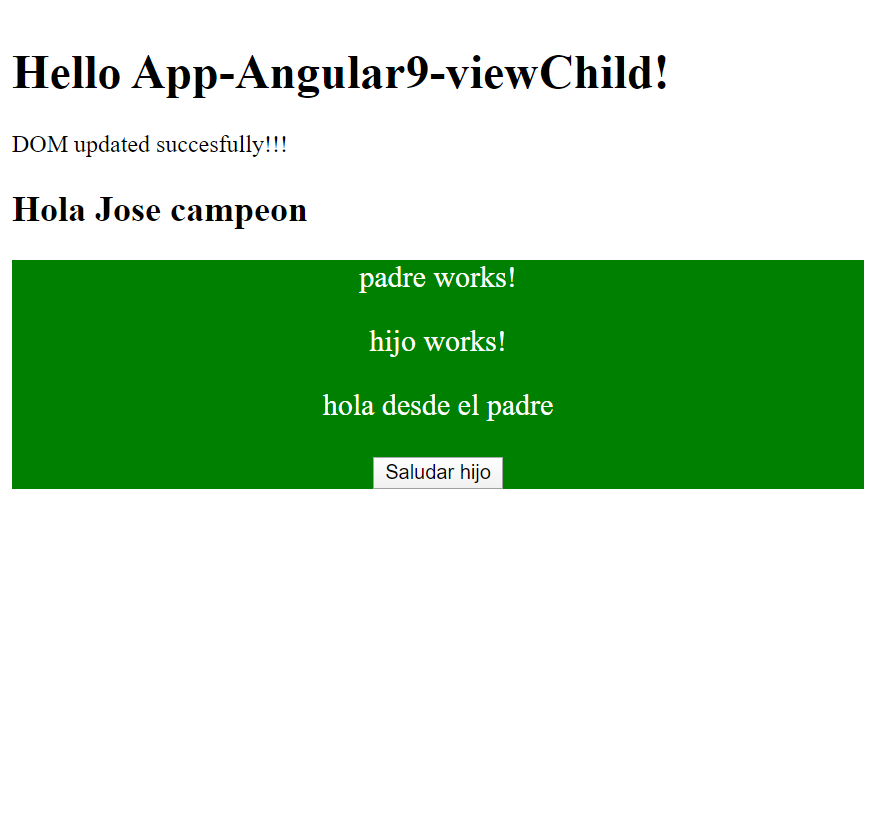 Hello App-Angular9-viewChild!
DOM updated succesfully!!!
Hola Jose campeon
padre works!
hijo works!
hola desde el padre
Saludar hijo